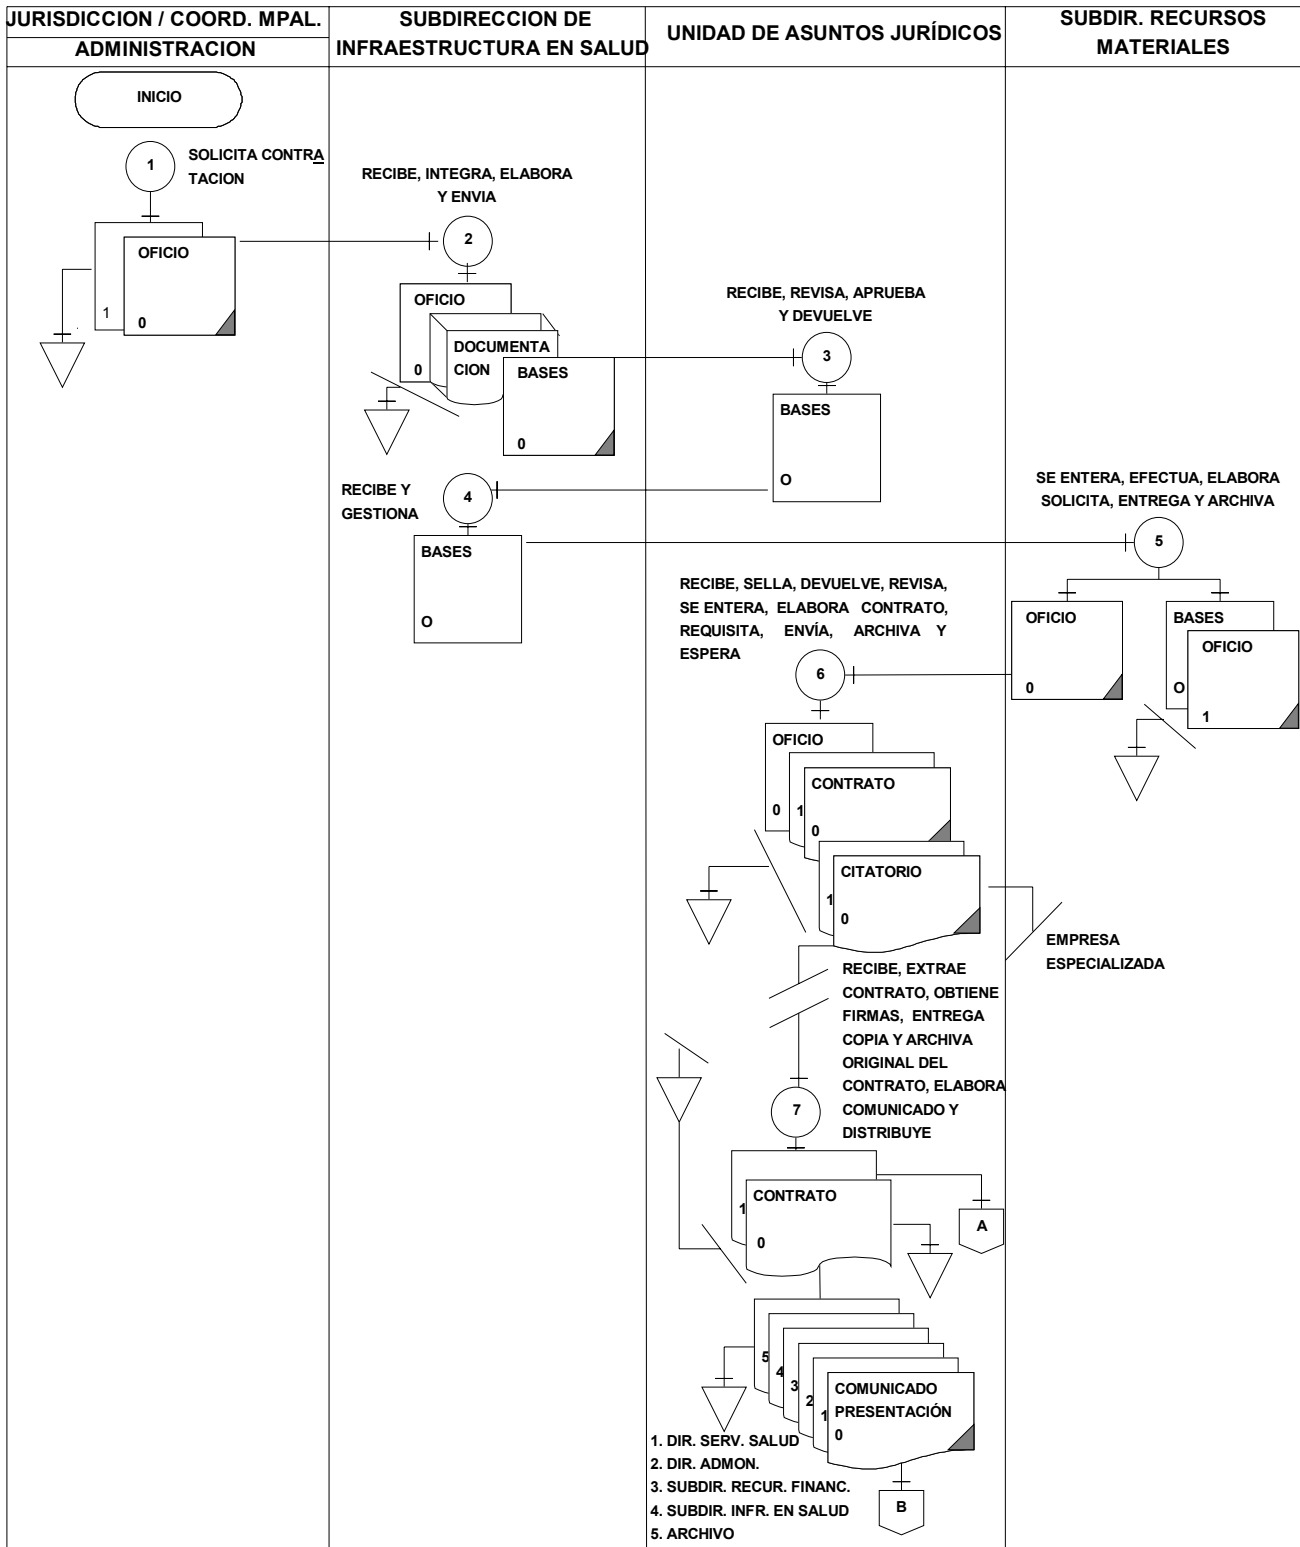 JURISDICCION / COORD. MPAL.
ADMINISTRACION
SUBDIRECCION DE
INFRAESTRUCTURA EN SALUD
UNIDAD DE ASUNTOS JURÍDICOS
SUBDIR. RECURSOS
MATERIALES
INICIO
1
SOLICITA CONTRA
TACION
OFICIO
1
0
RECIBE, INTEGRA, ELABORA
Y ENVIA
2
OFICIO
0
DOCUMENTA
CION
BASES
0
RECIBE, REVISA, APRUEBA
Y DEVUELVE
3
BASES
O
RECIBE Y
GESTIONA
4
BASES
O
SE ENTERA, EFECTUA, ELABORA
SOLICITA, ENTREGA Y ARCHIVA
5
OFICIO
0
BASES
O
OFICIO
1
RECIBE, SELLA, DEVUELVE, REVISA,
SE ENTERA, ELABORA CONTRATO,
REQUISITA, ENVÍA, ARCHIVA Y
ESPERA
6
OFICIO
0
1
CONTRATO
0
1
CITATORIO
0
EMPRESA
ESPECIALIZADA
RECIBE, EXTRAE
CONTRATO, OBTIENE
FIRMAS, ENTREGA
COPIA Y ARCHIVA
ORIGINAL DEL
CONTRATO, ELABORA
COMUNICADO Y
DISTRIBUYE
7
1
CONTRATO
0
A
5
4
3
2
1
COMUNICADO
PRESENTACIÓN
0
B
1. DIR. SERV. SALUD
2. DIR. ADMON.
3. SUBDIR. RECUR. FINANC.
4. SUBDIR. INFR. EN SALUD
5. ARCHIVO